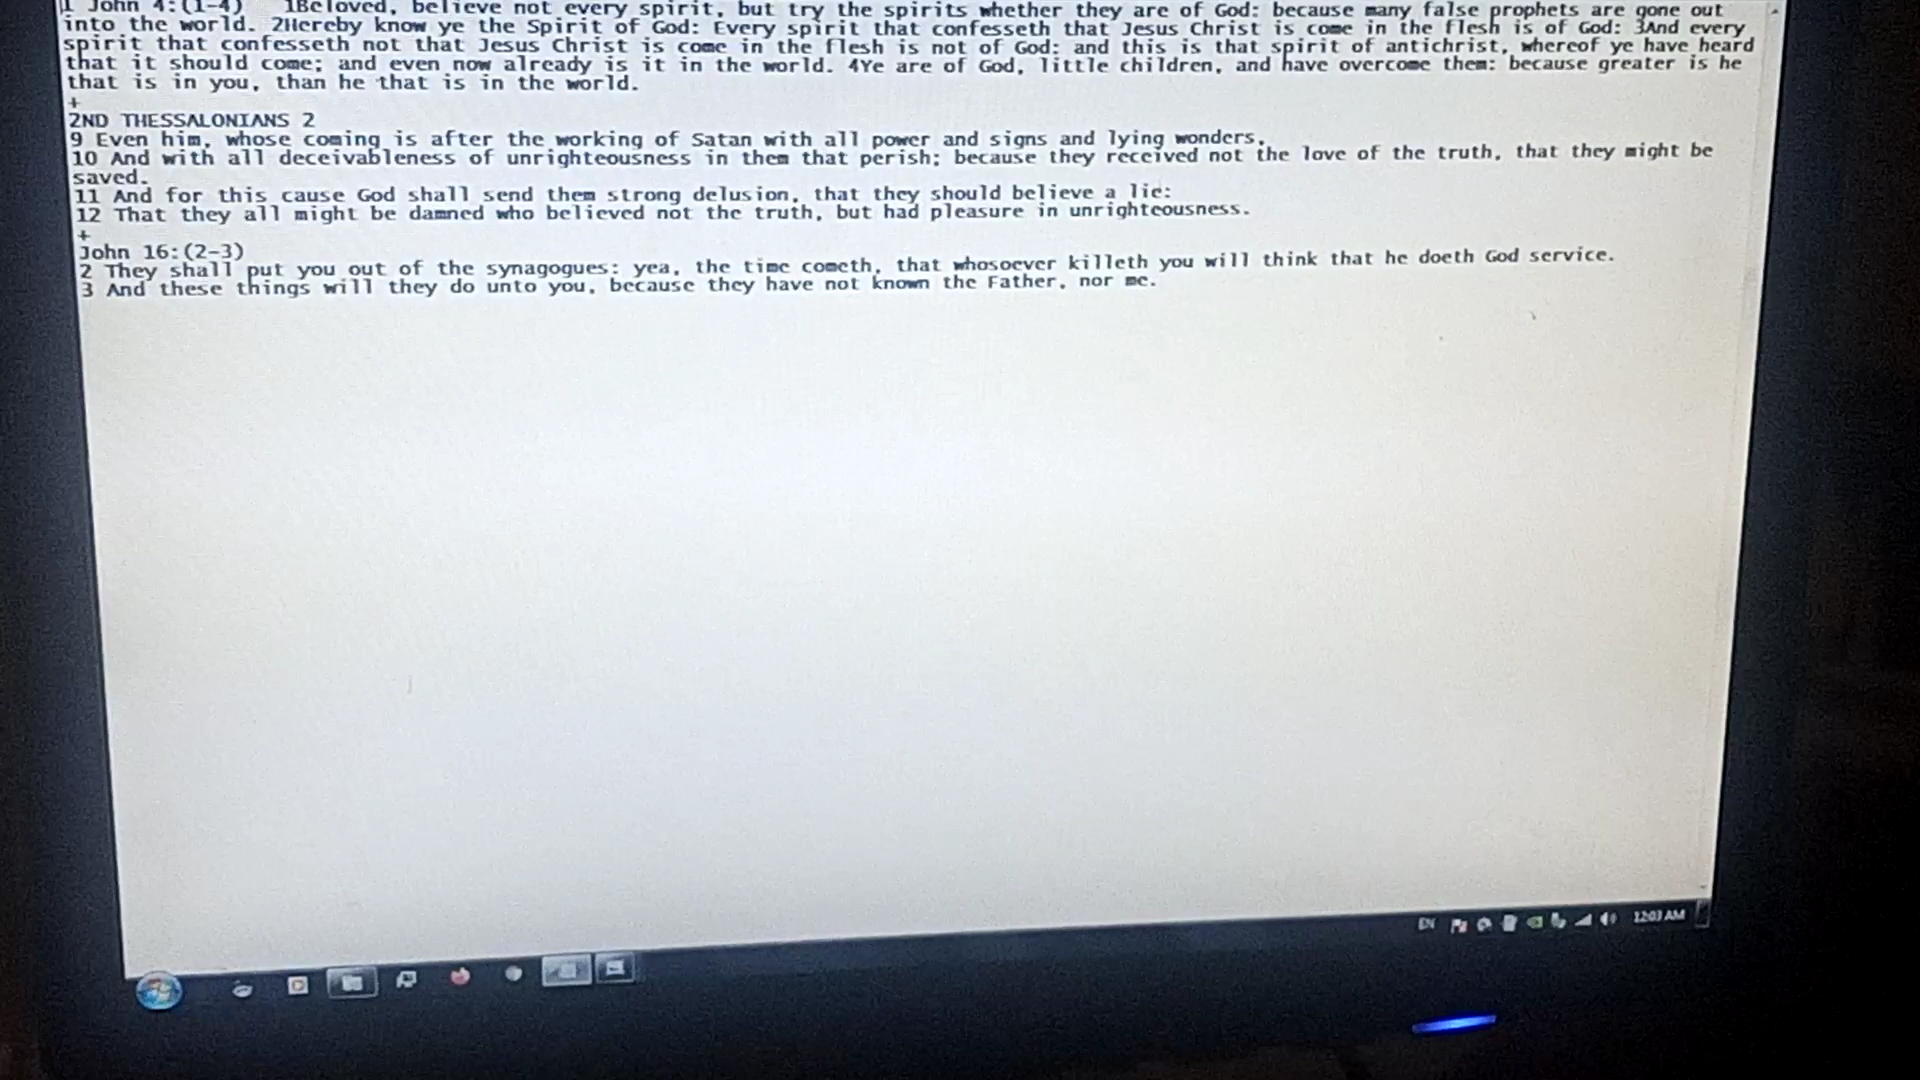 1 John 4:(1-4)    1Beloved, believe not every spirit, but try the spirits whether they are of God: because many false prophets are gone out
into the world. 2Hereby know ye the Spirit of God: Every spirit that confesseth that Jesus Christ is come in the flesh is of God: 3And every
spirit that confesseth not that Jesus Christ is come in the flesh is not of God: and this is that spirit of antichrist, whereof ye have heard
that it should come; and even now already is it in the world. 4Ye are of God, little children, and have overcome them: because greater is he
that is in you, than he that is in the world.
+
2ND THESSALONIANS 2
9 Even him, whose coming is after the working of Satan with all power and signs and lying wonders,
10 And with all deceivableness of unrighteousness in them that perish; because they received not the love of the truth, that they might be
saved.
11 And for this cause God shall send them strong delusion, that they should believe a lie:
12 That they all might be damned who believed not the truth, but had pleasure in unrighteousness.
+
John 16:(2-3)
2 They shall put you out of the synagogues: yea, the time cometh, that whosoever killeth you will think that he doeth God service.
3 And these things will they do unto you, because they have not known the Father, nor me.
EN 12:03 AM